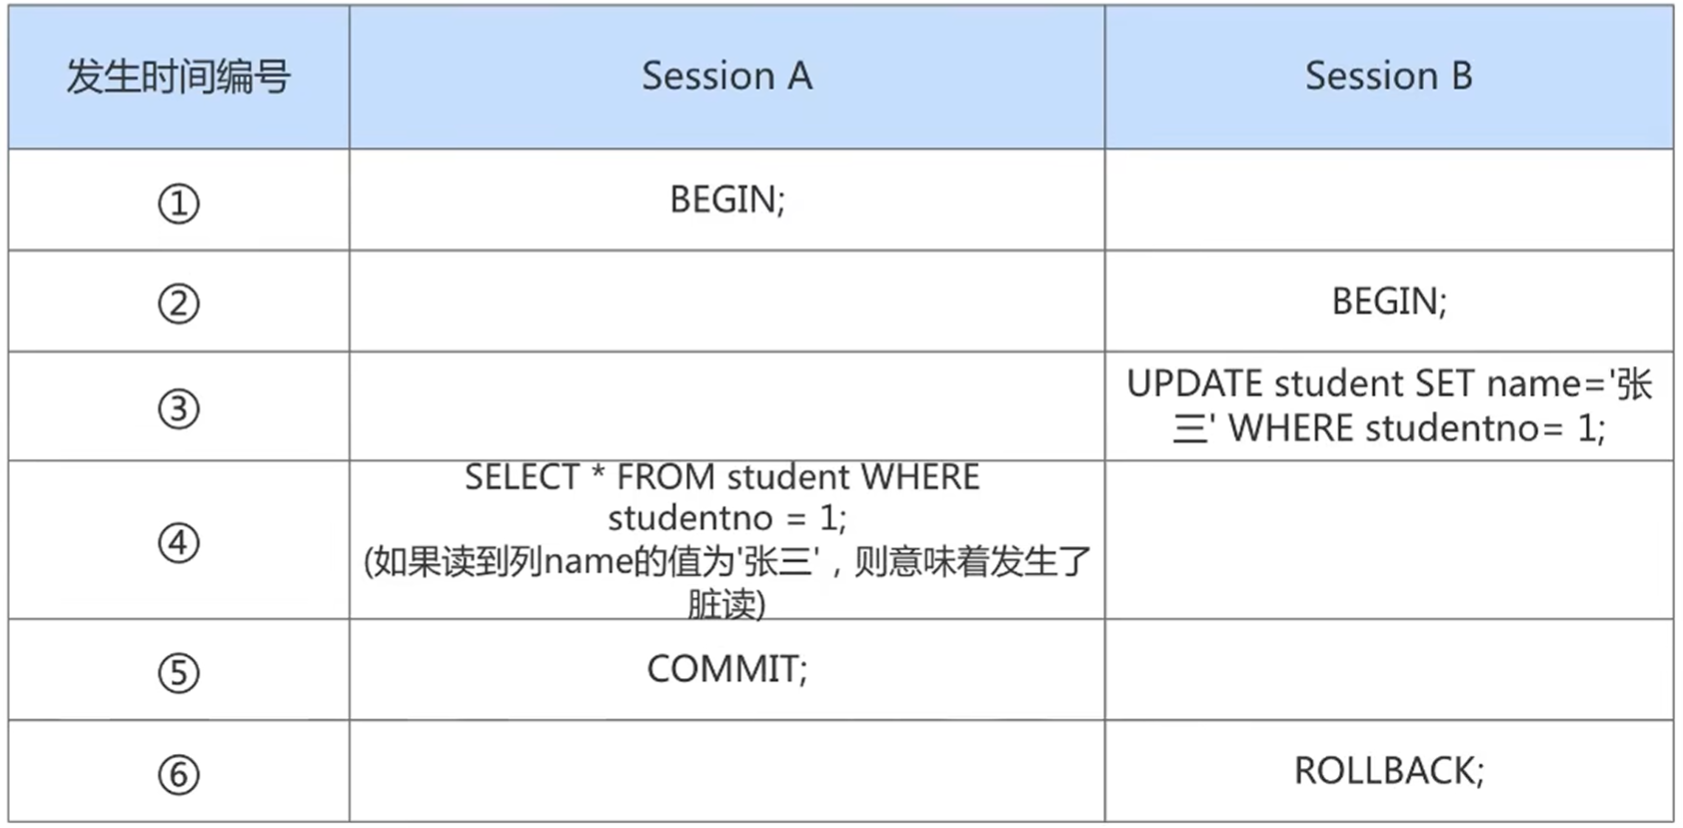 发生时间编号 Session A Session B
① BEGIN;
② BEGIN;
③ UPDATE student SET name='张
三' WHERE studentno= 1;
④ SELECT * FROM student WHERE
studentno = 1;
(如果读到列name的值为'张三'，则意味着发生了
脏读)
⑤ COMMIT;
⑥ ROLLBACK;